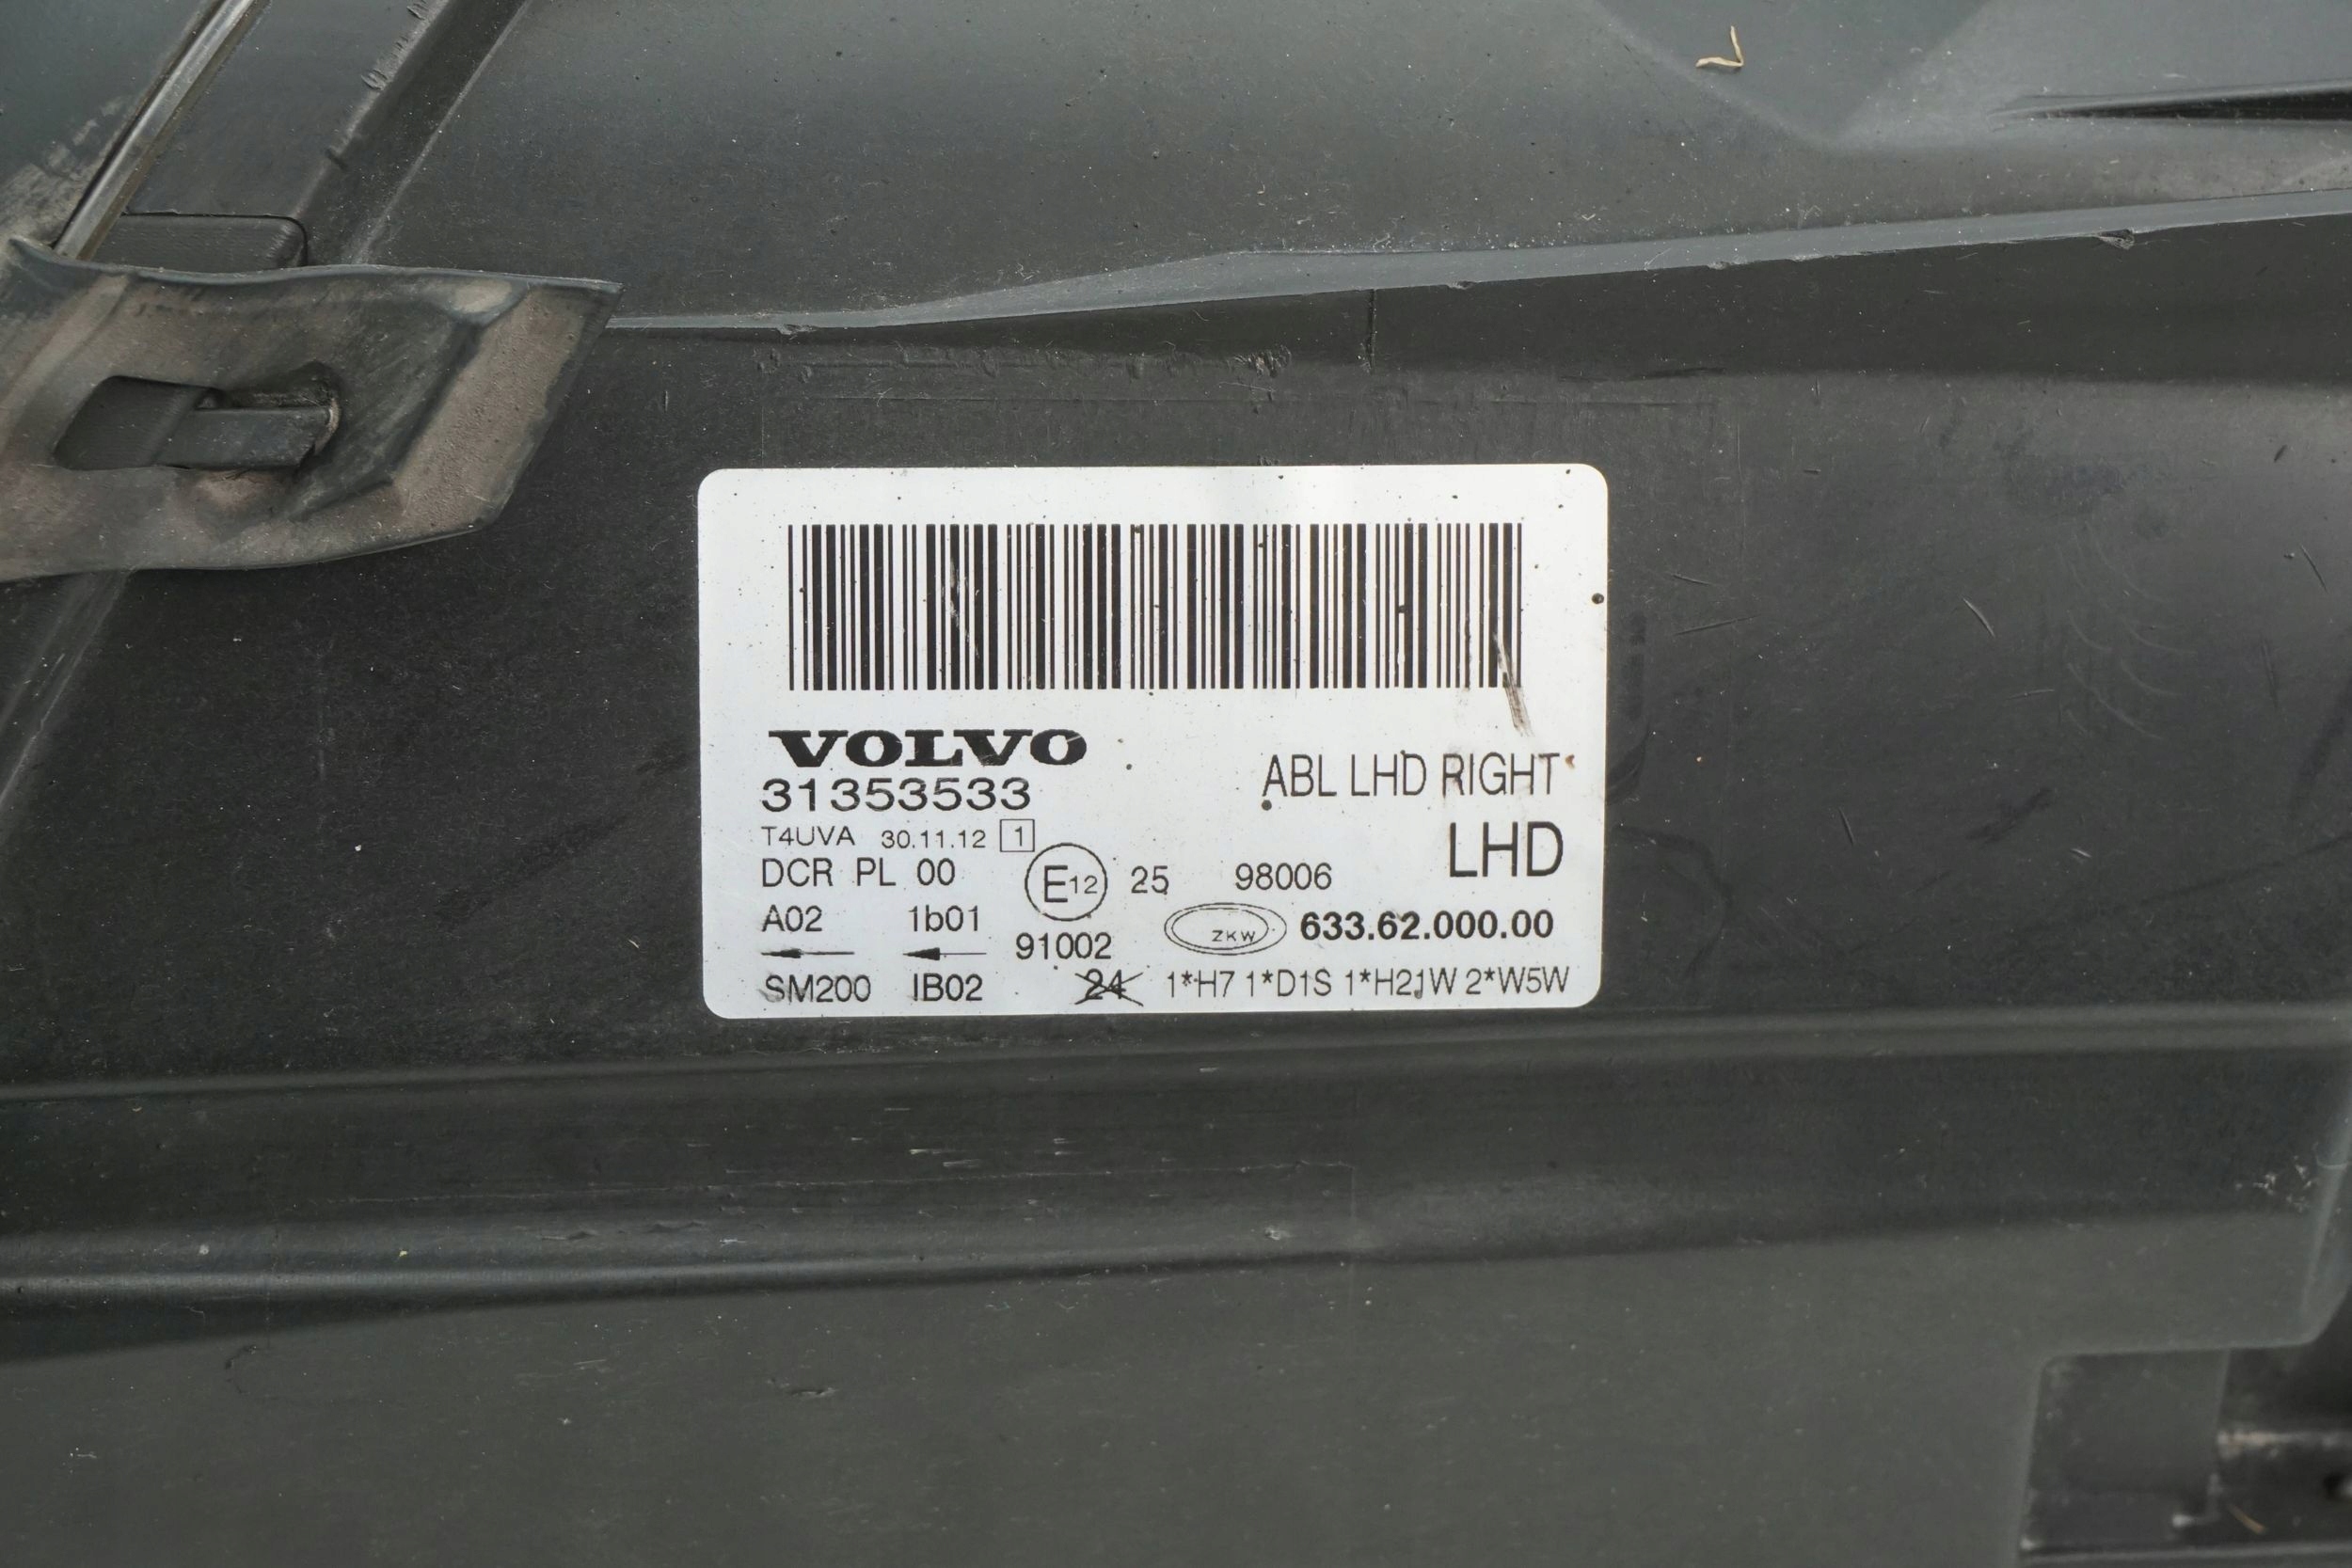 VOLVO
31353533
ABL LHD RIGHT
T4UVA 30.11.12 1
LHD
DCR PL 00 E12 25 98006
A02 1b01
ZKW 633.62.000.00
91002
SM200 IB02 24 1*H7 1*D1S 1*H21W 2*W5W